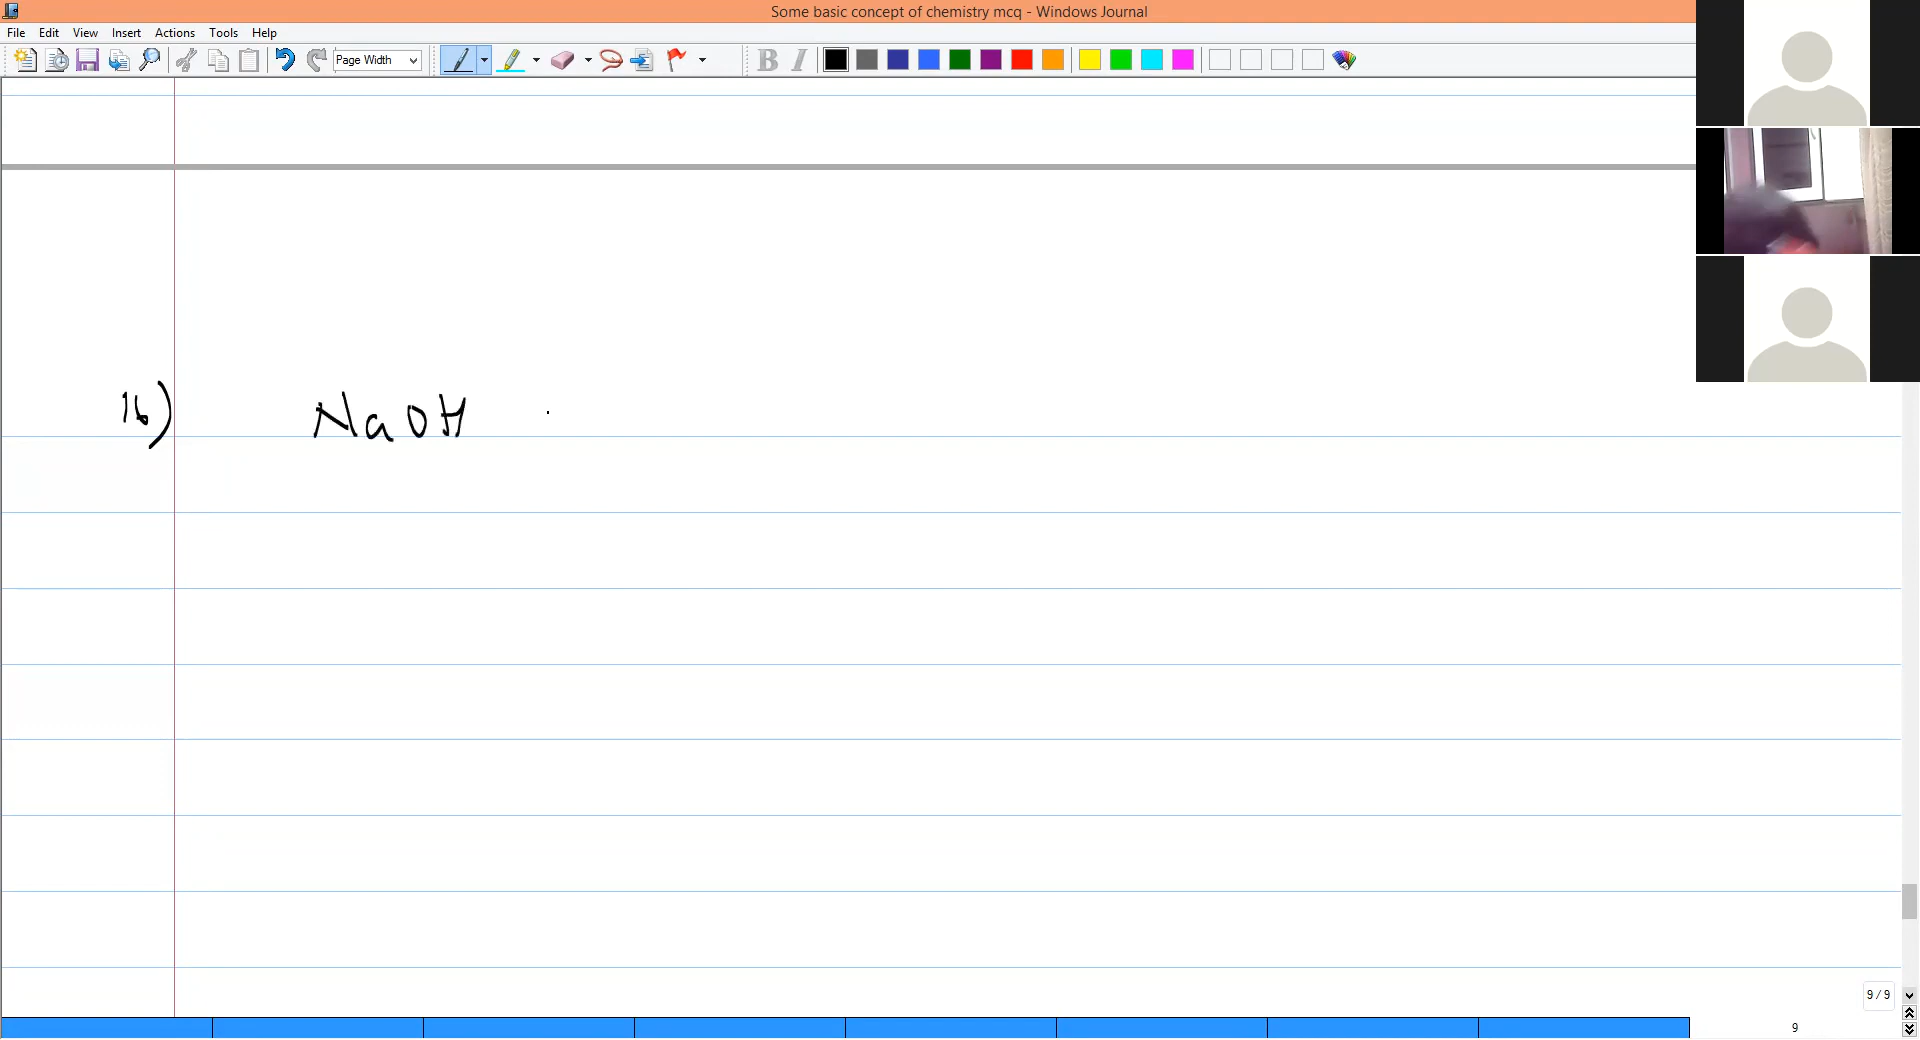 Some basic concept of chemistry mcq - Windows Journal
File Edit View Insert Actions Tools Help
Page Width B I
16) NaOH
9 / 9
9